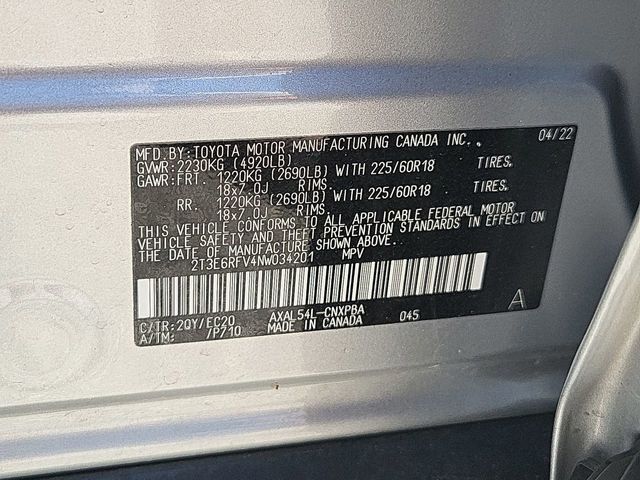 MFD.BY:TOYOTA MOTOR MANUFACTURING CANADA INC. 04/22
GVWR:2230KG (4920LB)
GAWR:FRT. 1220KG (2690LB) WITH 225/60R18 TIRES.
18x7.0J RIMS.
RR. 1220KG (2690LB) WITH 225/60R18 TIRES.
18x7.0J RIMS.
THIS VEHICLE CONFORMS TO ALL APPLICABLE FEDERAL MOTOR
VEHICLE SAFETY AND THEFT PREVENTION STANDARDS IN EFFECT ON
THE DATE OF MANUFACTURE SHOWN ABOVE.
2T3E6RFV4NW034201 MPV
C/TR:2QY/EC20 AXAL54L-CNXPBA 045 A
A/TM: /P710 MADE IN CANADA